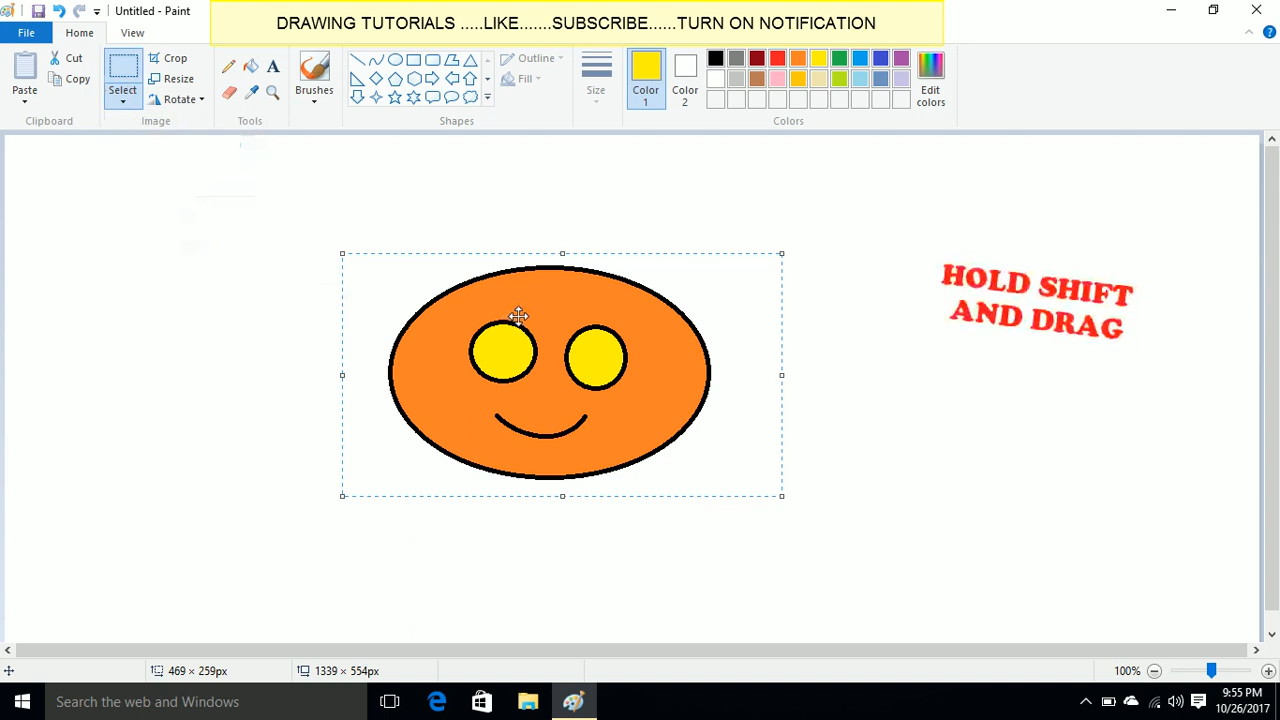 Untitled - Paint
DRAWING TUTORIALS .....LIKE.......SUBSCRIBE......TURN ON NOTIFICATION
File
Home
View
Paste
Cut
Copy
Clipboard
Select
Crop
Resize
Rotate
Image
A
Tools
Brushes
Outline
Fill
Shapes
Size
Color
1
Color
2
Edit
colors
Colors
HOLD SHIFT
AND DRAG
469 × 259px
1339 × 554px
100%
Search the web and Windows
9:55 PM
10/26/2017